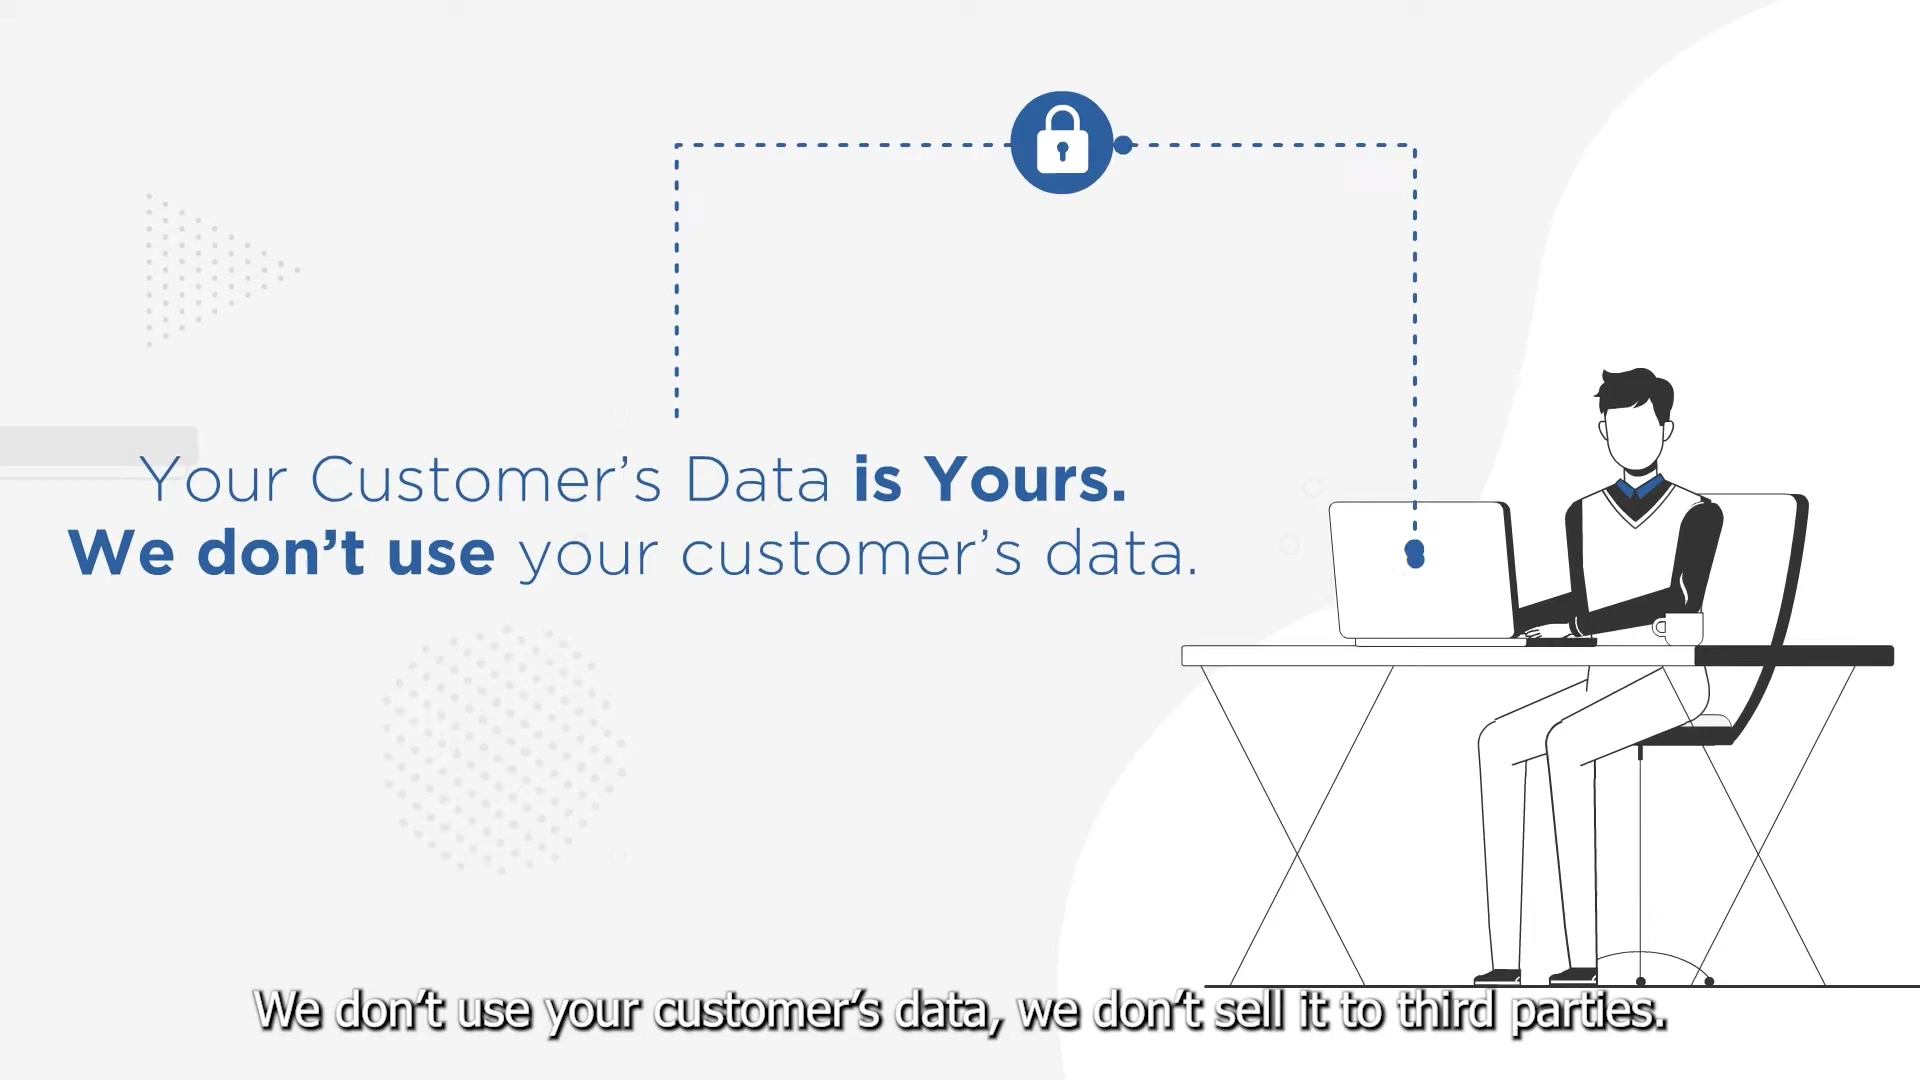 Your Customer’s Data is Yours.
We don’t use your customer’s data.
We don’t use your customer’s data, we don’t sell it to third parties.